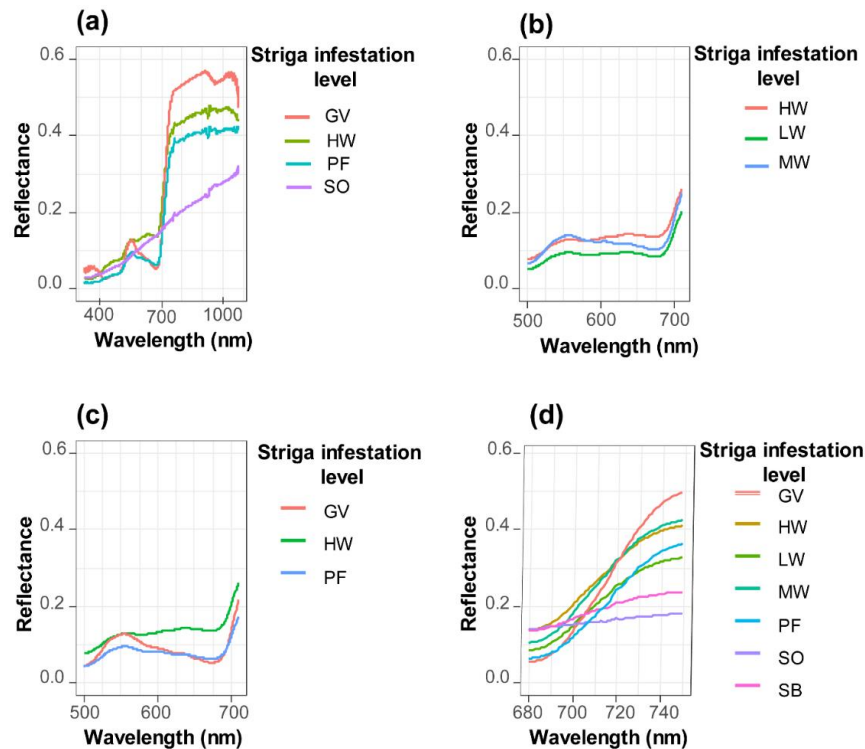 (a)
Striga infestation
level
GV
HW
PF
SO
0.6
0.4
0.2
0.0
Reflectance
400
700
1000
Wavelength (nm)
(b)
Striga infestation
level
HW
LW
MW
0.6
0.4
0.2
0.0
Reflectance
500
600
700
Wavelength (nm)
(c)
Striga infestation
level
GV
HW
PF
0.6
0.4
0.2
0.0
Reflectance
500
600
700
Wavelength (nm)
(d)
Striga infestation
level
GV
HW
LW
MW
PF
SO
SB
0.6
0.4
0.2
0.0
Reflectance
680
700
720
740
Wavelength (nm)